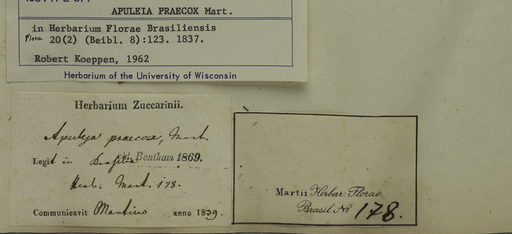 APULEIA PRAECOX Mart.
in Herbarium Florae Brasiliensis
Flora 20(2) (Beibl. 8):123. 1837.
Robert Koeppen, 1962
Herbarium of the University of Wisconsin
Herbarium Zuccarinii.
Apuleja praecox, Mart.
Legit in Brasilia Bentham 1869.
Herb. Mart. 178.
Communicavit Martius anno 1839.
Martii Herbar. Florae
Brasil. No 178.